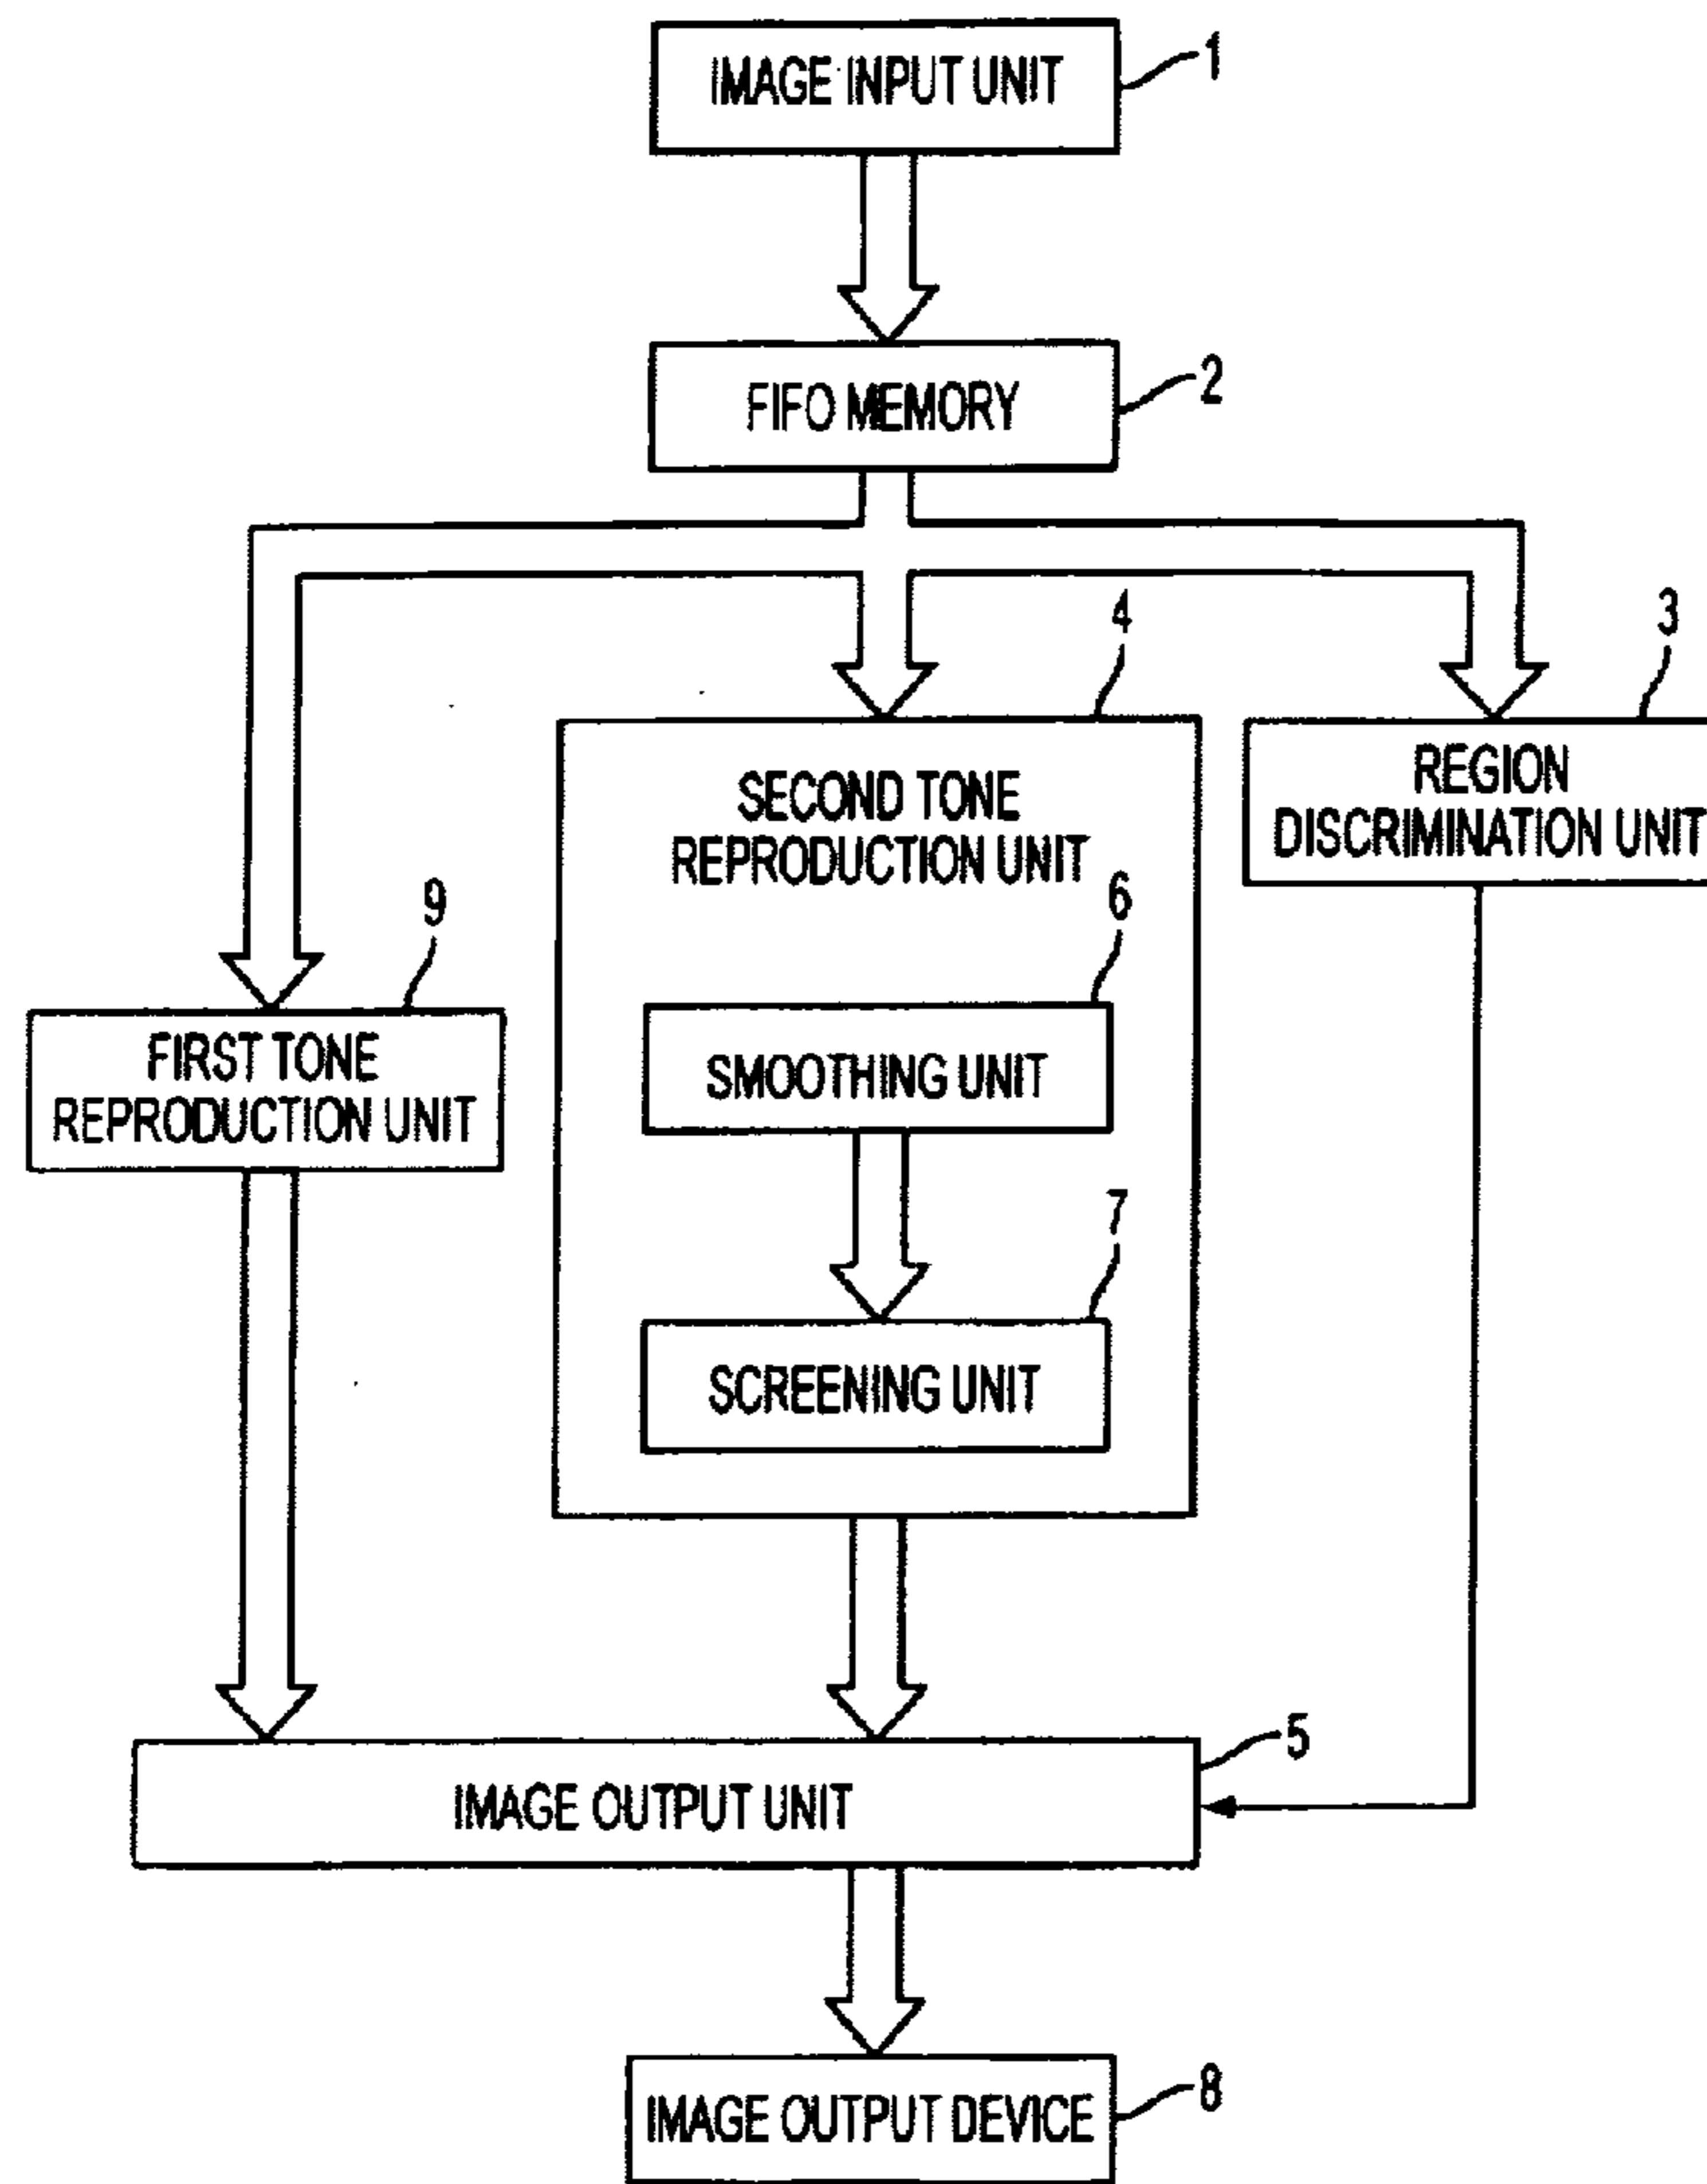 IMAGE INPUT UNIT
1
FIFO MEMORY
2
4
3
SECOND TONE
REPRODUCTION UNIT
REGION
DISCRIMINATION UNIT
9
6
FIRST TONE
REPRODUCTION UNIT
SMOOTHING UNIT
7
SCREENING UNIT
5
IMAGE OUTPUT UNIT
IMAGE OUTPUT DEVICE
8